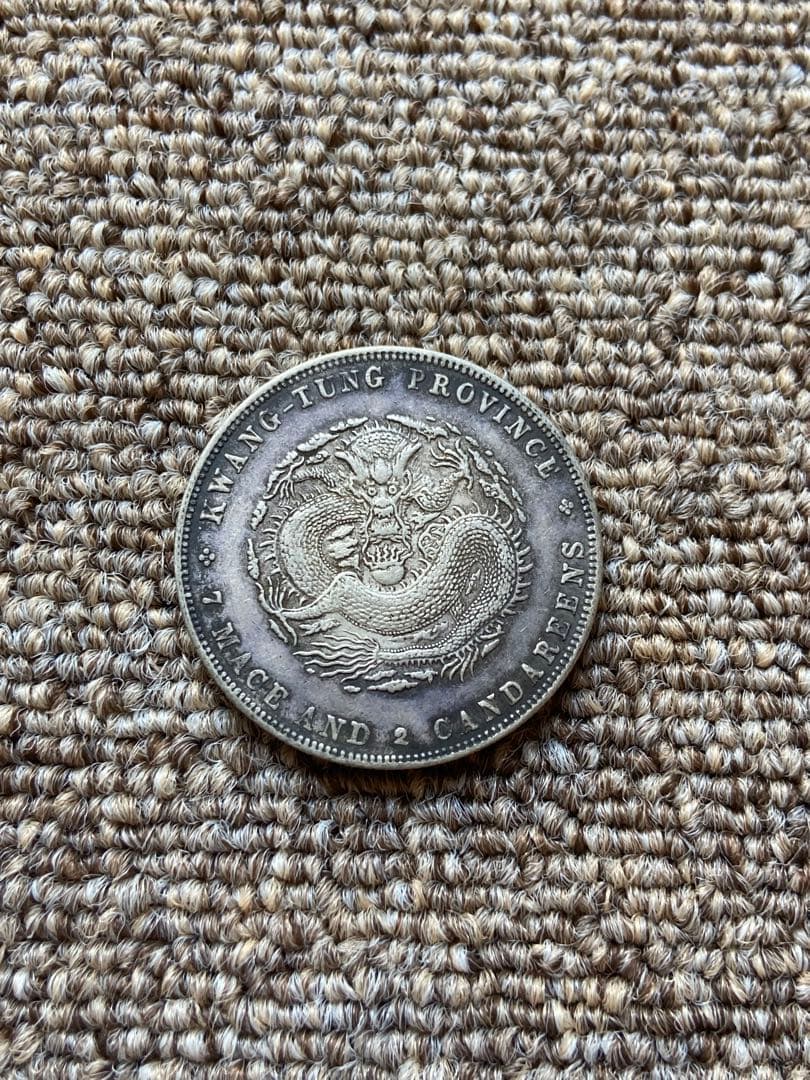 KWANG-TUNG PROVINCE
7 MACE AND 2 CANDAREENS